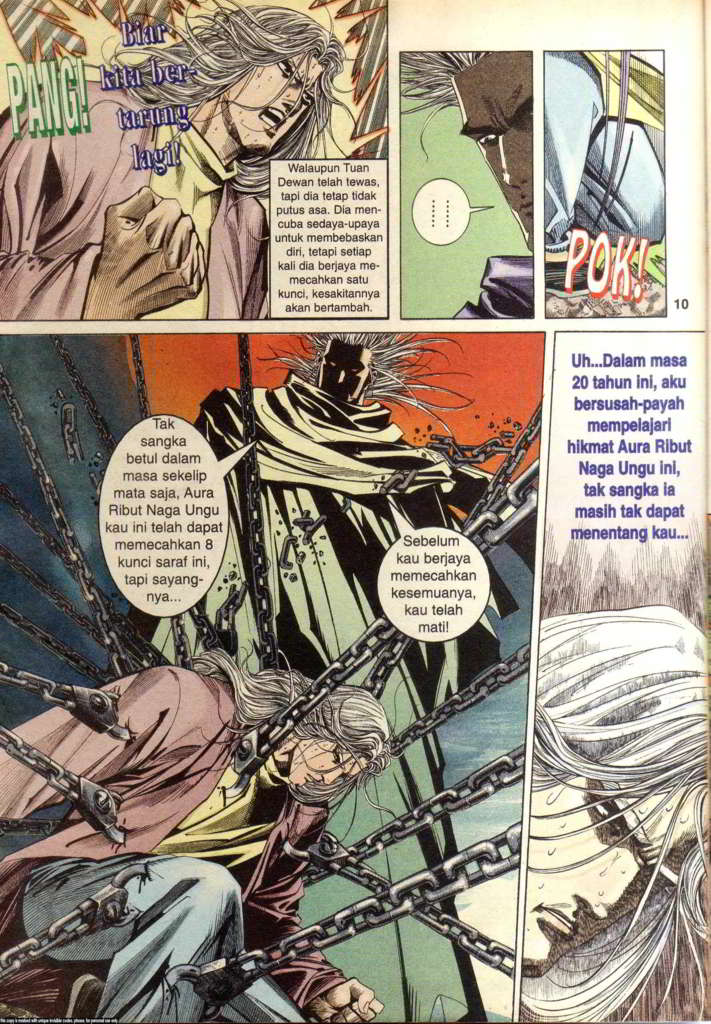 Biar
kita ber-
tarung
lagi!
PANG!
Walaupun Tuan
Dewan telah tewas,
tapi dia tetap tidak
putus asa. Dia men-
cuba sedaya-upaya
untuk membebaskan
diri, tetapi setiap
kali dia berjaya me-
mecahkan satu
kunci, kesakitannya
akan bertambah.
POK!
10
Tak
sangka
betul dalam
masa sekelip
mata saja, Aura
Ribut Naga Ungu
kau ini telah dapat
memecahkan 8
kunci saraf ini,
tapi sayang-
nya...
Sebelum
kau berjaya
memecahkan
kesemuanya,
kau telah
mati!
Uh...Dalam masa
20 tahun ini, aku
bersusah-payah
mempelajari
hikmat Aura Ribut
Naga Ungu ini,
tak sangka ia
masih tak dapat
menentang kau...